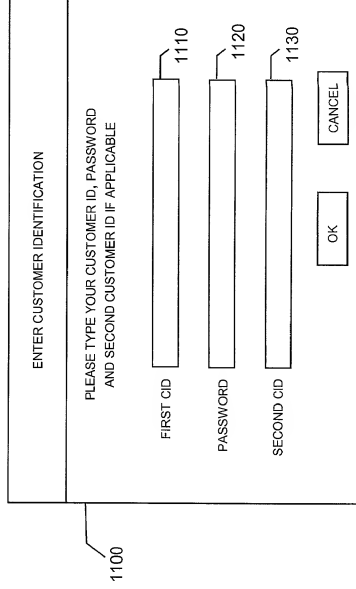 ENTER CUSTOMER IDENTIFICATION
PLEASE TYPE YOUR CUSTOMER ID, PASSWORD
AND SECOND CUSTOMER ID IF APPLICABLE
FIRST CID
1110
PASSWORD
1120
SECOND CID
1130
OK
CANCEL
1100